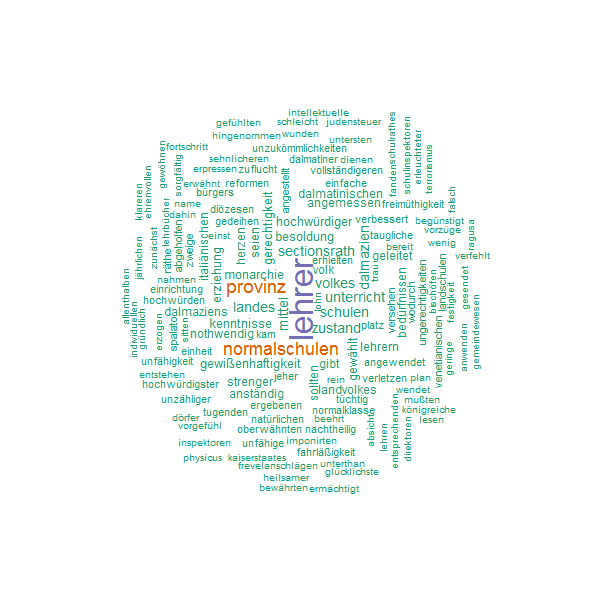 intellektuelle
gefühlten
schleicht
judensteuer
hingenommen
wunden
untersten
fortschritt
unzukömmlichkeiten
sehnlicheren
dalmatiner
dienen
erpressen
zuflucht
vollständigeren
erwähnt
reformen
einfache
bürgers
dalmatinischen
name
angemessen
freimüthigkeit
dahin
diözesen
gedeihen
hochwürdiger
verbessert
begünstigt
einst
besoldung
taugliche
vorzüge
sectionsrath
bereit
wenig
erhielten
geleitet
verfehlt
monarchie
volk
nahmen
provinz
volkes
einrichtung
unterricht
hochwürden
landes
dalmaziens
schulen
kenntnisse
zustand
platz
nothwendig
kam
einheit
normalschulen
lehrern
unfähigkeit
gewißenhaftigkeit
gibt
angewendet
entstehen
jeher
rein
verletzen
plan
hochwürdigster
strenger
landvolkes
wendet
anständig
tüchtig
mußten
unzähliger
ergebenen
normalklasse
königreiche
dörfer
tugenden
natürlichen
beehrt
lesen
vorgefühl
oberwähnten
nachtheilig
inspektoren
unfähige
imponirten
fahrläßigkeit
physicus
kaiserstaates
frevelanschlägen
unterthan
glücklichste
heilsamer
bewährten
ermächtigt
klareren
ehrenvollen
gewöhnen
sorgfältig
lehrbücher
abgeholfen
zweige
räthe
zunächst
jährlichen
allenthalben
individuellen
gründlich
erzogen
spalato
sitten
italiänischen
erziehung
herzen
seien
gerechtigkeit
angestellt
mittel
lehrer
john
sollten
gewählt
dalmazien
trau
versehen
bedürfnissen
wodurch
ungerechtigkeiten
bischöfen
venetianischen
landschulen
festigkeit
geringe
anwenden
gesendet
gemeindewesen
ragusa
falsch
terrorismus
erleuchteter
schulinspektoren
fandenschulrathes
absicht
lehren
entsprechenden
direktoren